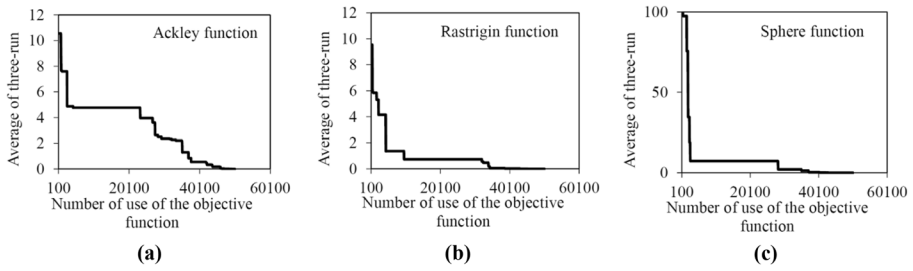 12
10
8
6
4
2
0
Average of three-run
Ackley function
100 20100 40100 60100
Number of use of the objective
function
(a)
12
10
8
6
4
2
0
Average of three-run
Rastrigin function
100 20100 40100 60100
Number of use of the objective
function
(b)
100
50
0
Average of three-run
Sphere function
100 20100 40100 60100
Number of use of the objective
function
(c)